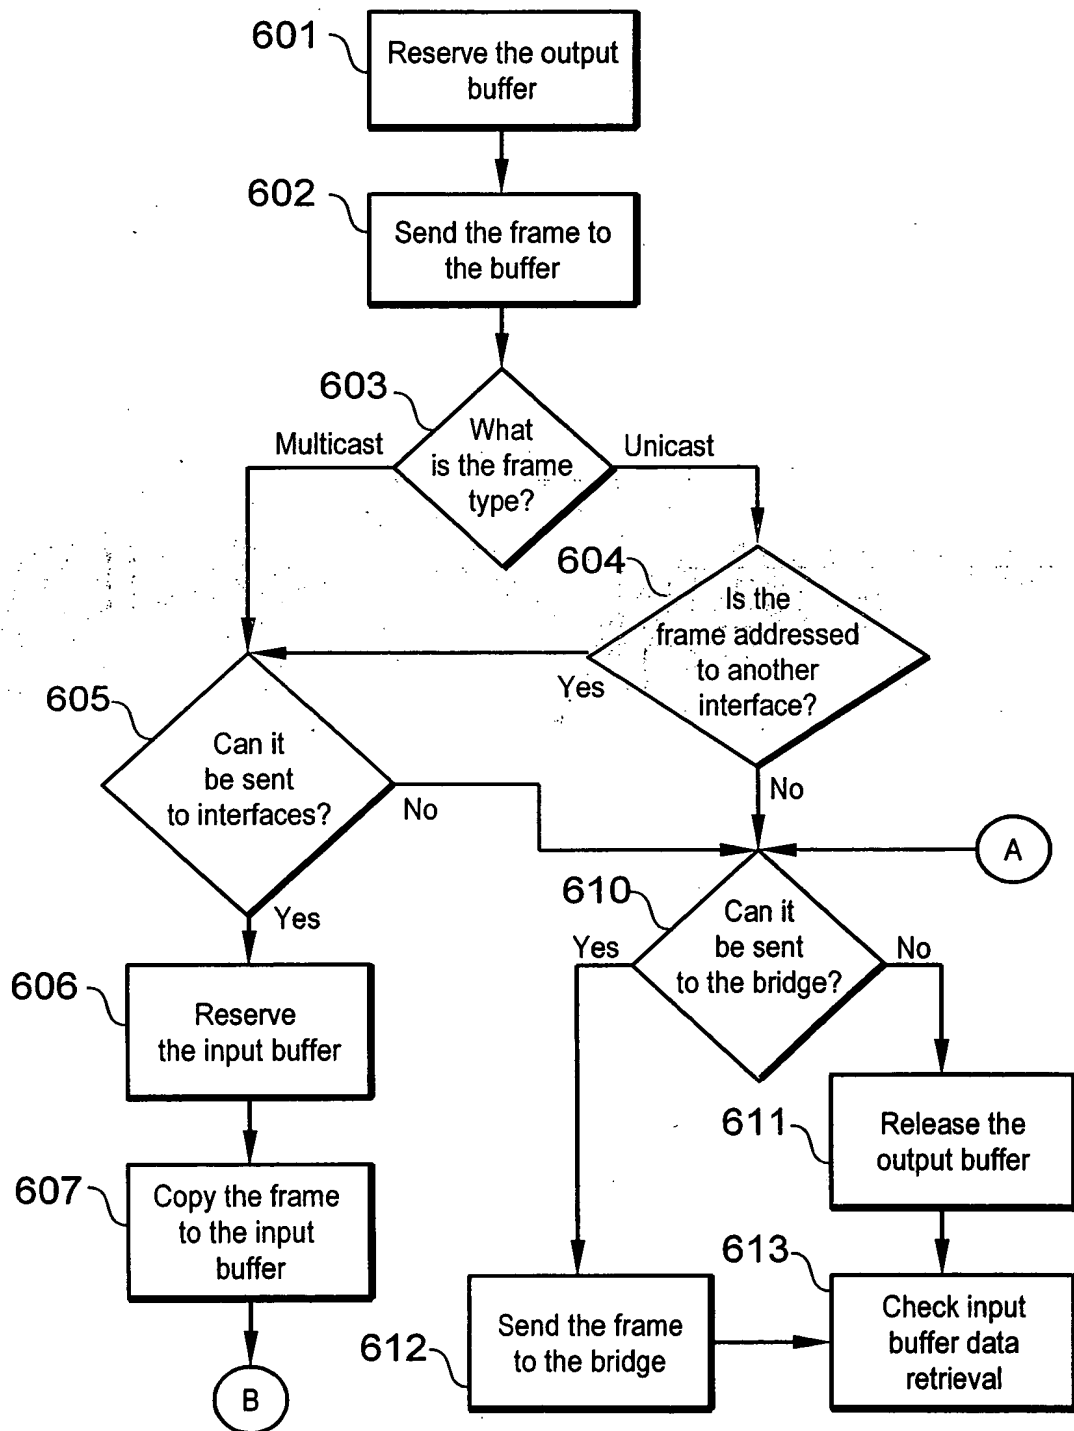 601
Reserve the output
buffer
602
Send the frame to
the buffer
603
What
is the frame
type?
Multicast
Unicast
604
Is the
frame addressed
to another
interface?
Yes
No
605
Can it
be sent
to interfaces?
No
Yes
A
610
Can it
be sent
to the bridge?
Yes
No
606
Reserve
the input buffer
611
Release the
output buffer
607
Copy the frame
to the input
buffer
613
Check input
buffer data
retrieval
612
Send the frame
to the bridge
B